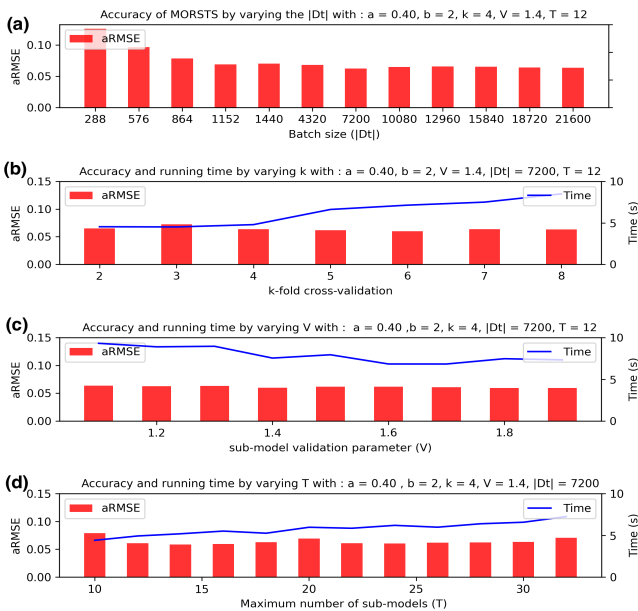 (a)
Accuracy of MORSTS by varying the |Dt| with : a = 0.40, b = 2, k = 4, V = 1.4, T = 12
aRMSE
0.10
0.05
0.00
aRMSE
288 576 864 1152 1440 4320 7200 10080 12960 15840 18720 21600
Batch size (|Dt|)
(b)
Accuracy and running time by varying k with : a = 0.40, b = 2, V = 1.4, |Dt| = 7200, T = 12
aRMSE
0.15
0.10
0.05
0.00
aRMSE
Time
10
5
0
Time (s)
2 3 4 5 6 7 8
k-fold cross-validation
(c)
Accuracy and running time by varying V with : a = 0.40 ,b = 2, k = 4, |Dt| = 7200, T = 12
aRMSE
0.15
0.10
0.05
0.00
aRMSE
Time
10
5
0
Time (s)
1.2 1.4 1.6 1.8
sub-model validation parameter (V)
(d)
Accuracy and running time by varying T with : a = 0.40 , b = 2, k = 4, V = 1.4, |Dt| = 7200
aRMSE
0.15
0.10
0.05
0.00
aRMSE
Time
10
5
0
Time (s)
10 15 20 25 30
Maximum number of sub-models (T)